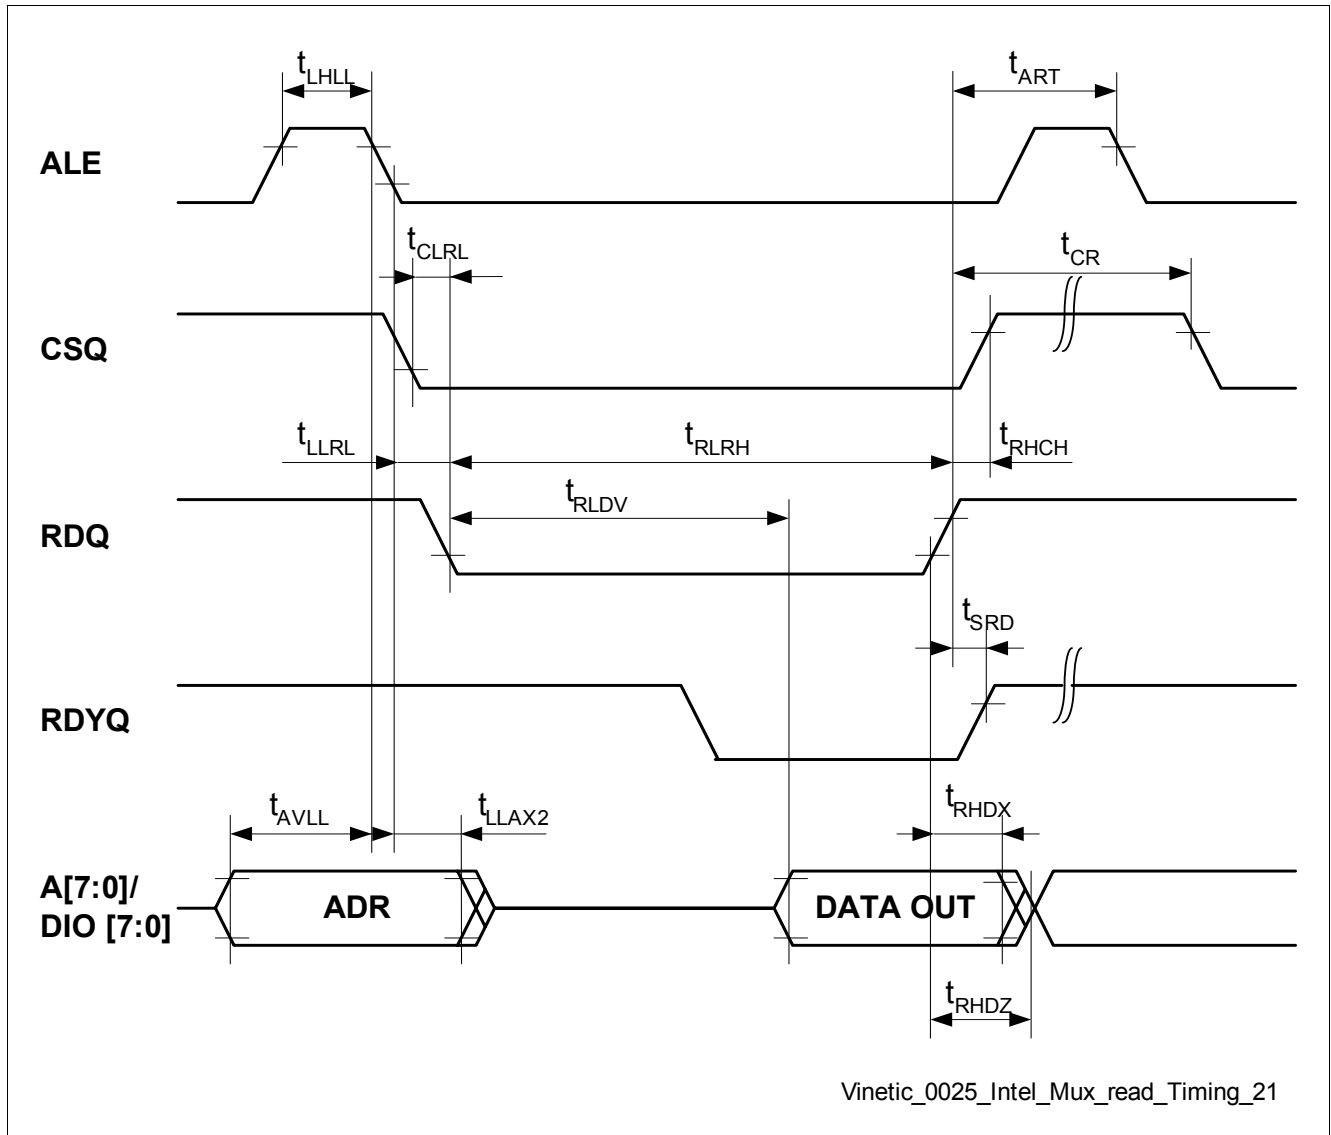 tLHLL
tART
ALE
tCLRL
tCR
CSQ
tLLRL
tRLRH
tRHCH
tRLDV
RDQ
tSRD
RDYQ
tAVLL
tLLAX2
tRHDX
A[7:0]/
DIO [7:0]
ADR
DATA OUT
tRHDZ
Vinetic_0025_Intel_Mux_read_Timing_21